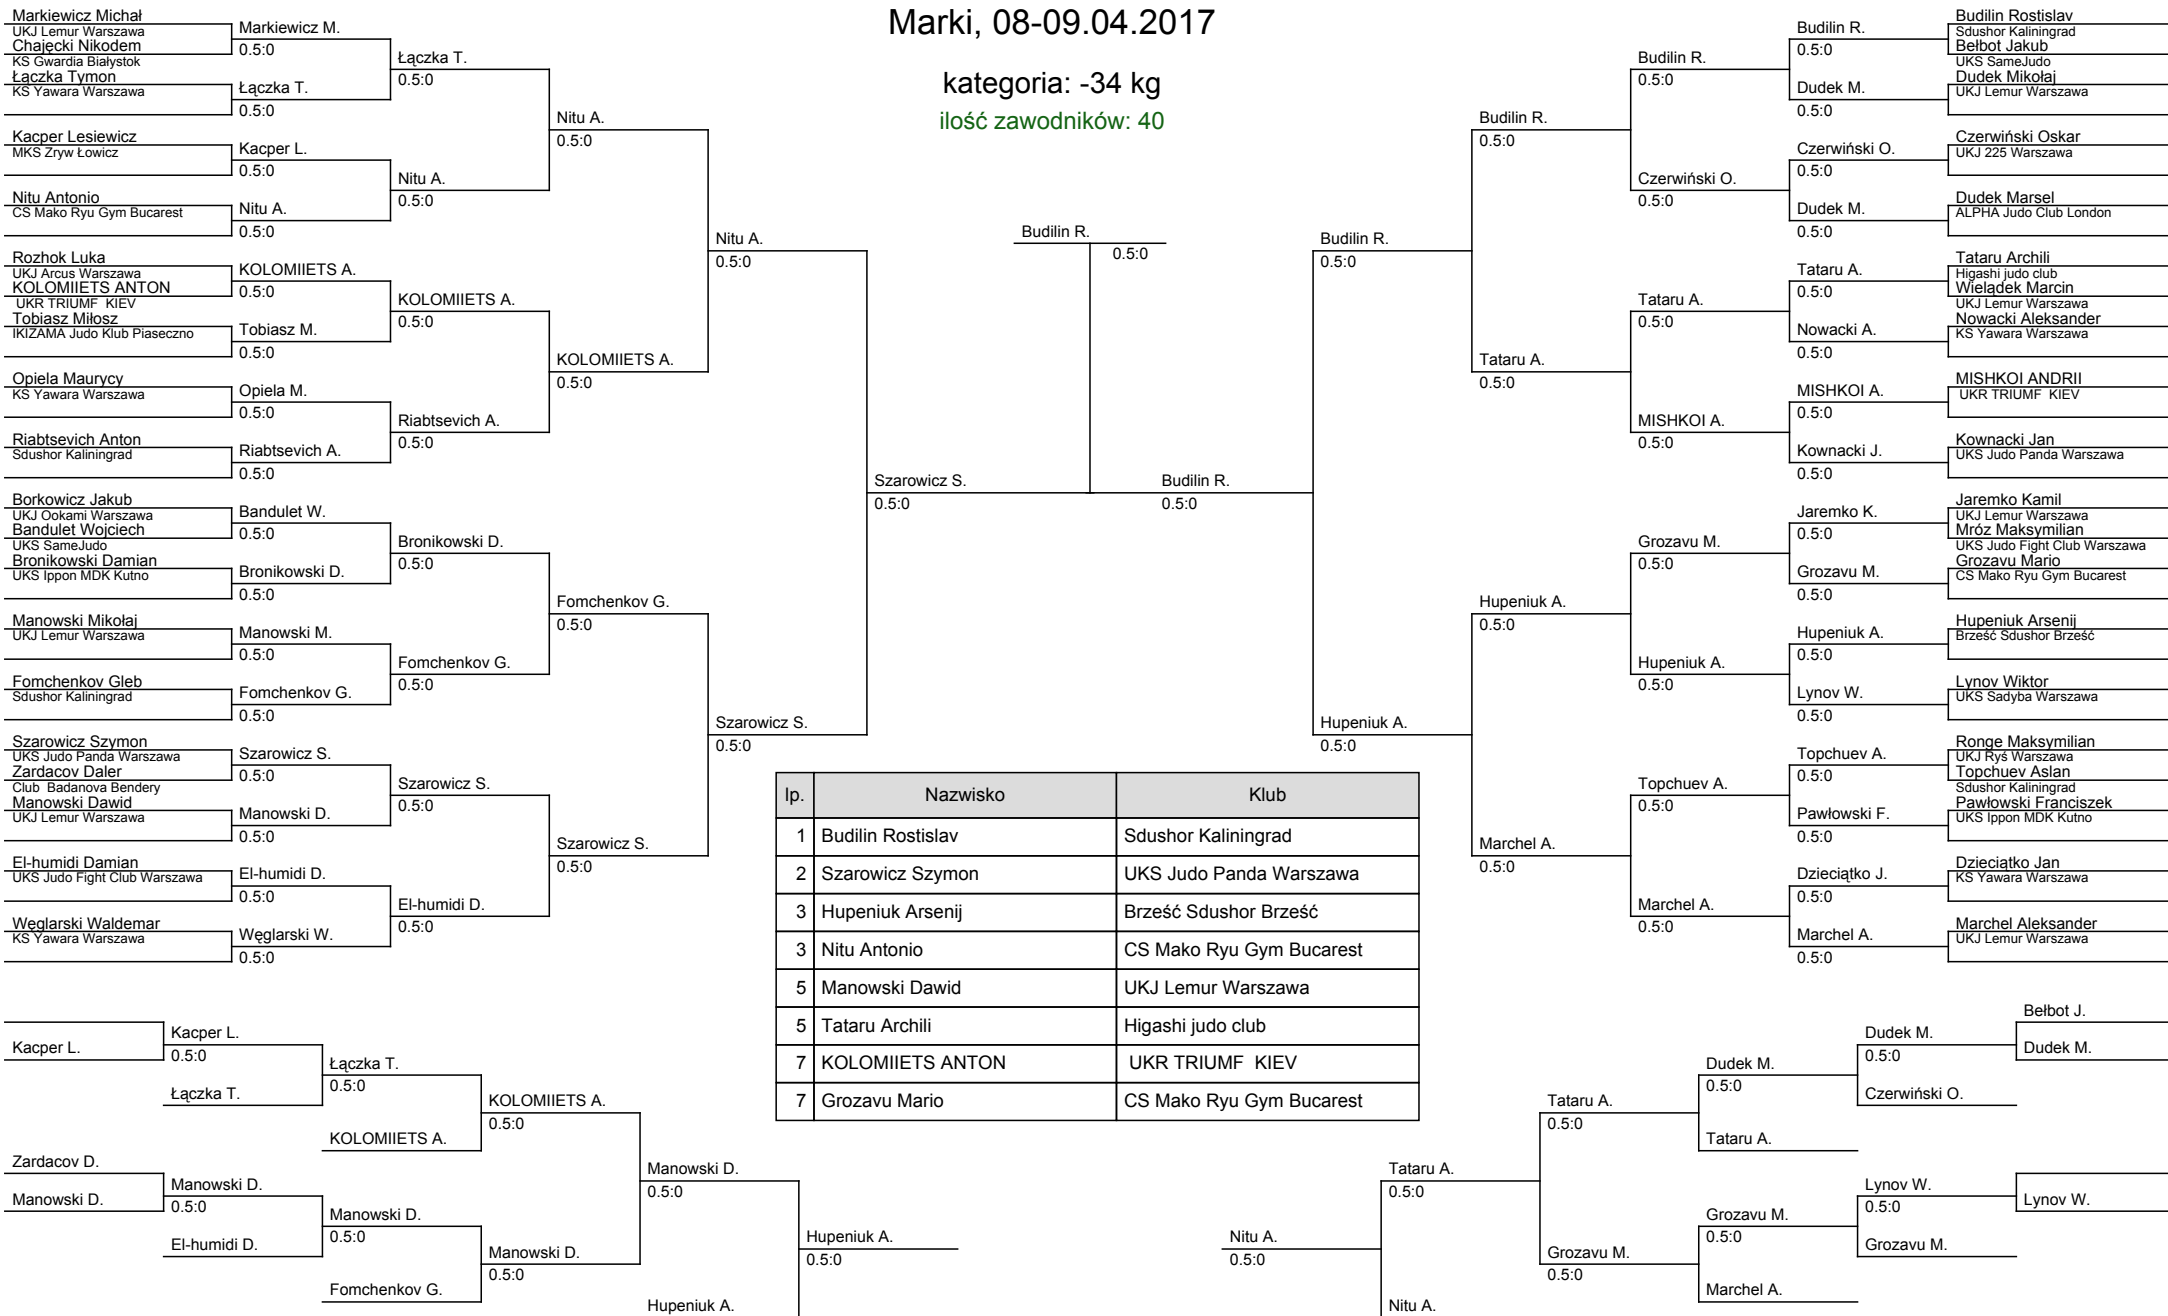 Marki, 08-09.04.2017
kategoria: -34 kg
ilość zawodników: 40
Markiewicz Michał
UKJ Lemur Warszawa
Chajęcki Nikodem
KS Gwardia Białystok
Łączka Tymon
KS Yawara Warszawa
Kacper Lesiewicz
MKS Zryw Łowicz
Nitu Antonio
CS Mako Ryu Gym Bucarest
Rozhok Luka
UKJ Arcus Warszawa
KOLOMIIETS ANTON
UKR TRIUMF  KIEV
Tobiasz Miłosz
IKIZAMA Judo Klub Piaseczno
Opiela Maurycy
KS Yawara Warszawa
Riabtsevich Anton
Sdushor Kaliningrad
Borkowicz Jakub
UKJ Ookami Warszawa
Bandulet Wojciech
UKS SameJudo
Bronikowski Damian
UKS Ippon MDK Kutno
Manowski Mikołaj
UKJ Lemur Warszawa
Fomchenkov Gleb
Sdushor Kaliningrad
Szarowicz Szymon
UKS Judo Panda Warszawa
Zardacov Daler
Club  Badanova Bendery
Manowski Dawid
UKJ Lemur Warszawa
El-humidi Damian
UKS Judo Fight Club Warszawa
Węglarski Waldemar
KS Yawara Warszawa
Markiewicz M.
0.5:0
Łączka T.
0.5:0
Kacper L.
0.5:0
Nitu A.
0.5:0
KOLOMIIETS A.
0.5:0
Tobiasz M.
0.5:0
Opiela M.
0.5:0
Riabtsevich A.
0.5:0
Bandulet W.
0.5:0
Bronikowski D.
0.5:0
Manowski M.
0.5:0
Fomchenkov G.
0.5:0
Szarowicz S.
0.5:0
Manowski D.
0.5:0
El-humidi D.
0.5:0
Węglarski W.
0.5:0
Łączka T.
0.5:0
Nitu A.
0.5:0
KOLOMIIETS A.
0.5:0
Riabtsevich A.
0.5:0
Bronikowski D.
0.5:0
Fomchenkov G.
0.5:0
Szarowicz S.
0.5:0
El-humidi D.
0.5:0
Nitu A.
0.5:0
KOLOMIIETS A.
0.5:0
Fomchenkov G.
0.5:0
Szarowicz S.
0.5:0
Nitu A.
0.5:0
Szarowicz S.
0.5:0
Szarowicz S.
0.5:0
Budilin R.
0.5:0
Budilin R.
0.5:0
Budilin R.
0.5:0
Hupeniuk A.
0.5:0
Budilin R.
0.5:0
Tataru A.
0.5:0
Hupeniuk A.
0.5:0
Marchel A.
0.5:0
Budilin R.
0.5:0
Czerwiński O.
0.5:0
Tataru A.
0.5:0
MISHKOI A.
0.5:0
Grozavu M.
0.5:0
Hupeniuk A.
0.5:0
Topchuev A.
0.5:0
Marchel A.
0.5:0
Budilin R.
0.5:0
Dudek M.
0.5:0
Czerwiński O.
0.5:0
Dudek M.
0.5:0
Tataru A.
0.5:0
Nowacki A.
0.5:0
MISHKOI A.
0.5:0
Kownacki J.
0.5:0
Jaremko K.
0.5:0
Grozavu M.
0.5:0
Hupeniuk A.
0.5:0
Lynov W.
0.5:0
Topchuev A.
0.5:0
Pawłowski F.
0.5:0
Dzieciątko J.
0.5:0
Marchel A.
0.5:0
Budilin Rostislav
Sdushor Kaliningrad
Bełbot Jakub
UKS SameJudo
Dudek Mikołaj
UKJ Lemur Warszawa
Czerwiński Oskar
UKJ 225 Warszawa
Dudek Marsel
ALPHA Judo Club London
Tataru Archili
Higashi judo club
Wielądek Marcin
UKJ Lemur Warszawa
Nowacki Aleksander
KS Yawara Warszawa
MISHKOI ANDRII
UKR TRIUMF  KIEV
Kownacki Jan
UKS Judo Panda Warszawa
Jaremko Kamil
UKJ Lemur Warszawa
Mróz Maksymilian
UKS Judo Fight Club Warszawa
Grozavu Mario
CS Mako Ryu Gym Bucarest
Hupeniuk Arsenij
Brześć Sdushor Brześć
Lynov Wiktor
UKS Sadyba Warszawa
Ronge Maksymilian
UKJ Ryś Warszawa
Topchuev Aslan
Sdushor Kaliningrad
Pawłowski Franciszek
UKS Ippon MDK Kutno
Dzieciątko Jan
KS Yawara Warszawa
Marchel Aleksander
UKJ Lemur Warszawa
lp. Nazwisko Klub
1 Budilin Rostislav Sdushor Kaliningrad
2 Szarowicz Szymon UKS Judo Panda Warszawa
3 Hupeniuk Arsenij Brześć Sdushor Brześć
3 Nitu Antonio CS Mako Ryu Gym Bucarest
5 Manowski Dawid UKJ Lemur Warszawa
5 Tataru Archili Higashi judo club
7 KOLOMIIETS ANTON UKR TRIUMF  KIEV
7 Grozavu Mario CS Mako Ryu Gym Bucarest
Kacper L.
Zardacov D.
Manowski D.
Kacper L.
0.5:0
Łączka T.
Manowski D.
0.5:0
El-humidi D.
Łączka T.
0.5:0
KOLOMIIETS A.
Manowski D.
0.5:0
Fomchenkov G.
KOLOMIIETS A.
0.5:0
Manowski D.
0.5:0
Manowski D.
0.5:0
Hupeniuk A.
Hupeniuk A.
0.5:0
Nitu A.
0.5:0
Tataru A.
0.5:0
Nitu A.
Tataru A.
0.5:0
Grozavu M.
0.5:0
Dudek M.
0.5:0
Tataru A.
Grozavu M.
0.5:0
Marchel A.
Dudek M.
0.5:0
Czerwiński O.
Lynov W.
0.5:0
Grozavu M.
Bełbot J.
Dudek M.
Lynov W.